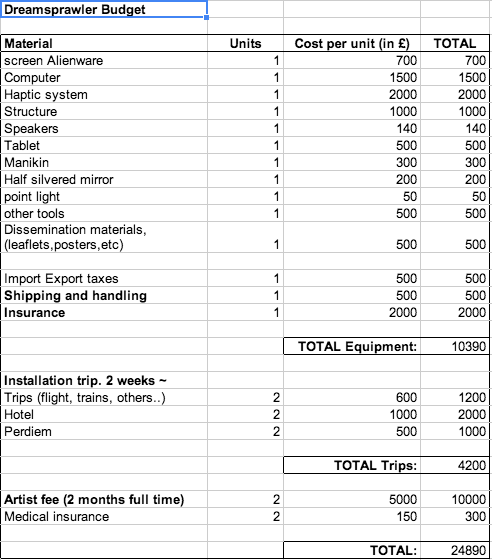 Dreamsprawler Budget
Material Units Cost per unit (in £) TOTAL
screen Alienware 1 700 700
Computer 1 1500 1500
Haptic system 1 2000 2000
Structure 1 1000 1000
Speakers 1 140 140
Tablet 1 500 500
Manikin 1 300 300
Half silvered mirror 1 200 200
point light 1 50 50
other tools 1 500 500
Dissemination materials,
(leaflets,posters,etc) 1 500 500
Import Export taxes 1 500 500
Shipping and handling 1 500 500
Insurance 1 2000 2000
TOTAL Equipment: 10390
Installation trip. 2 weeks ~
Trips (flight, trains, others..) 2 600 1200
Hotel 2 1000 2000
Perdiem 2 500 1000
TOTAL Trips: 4200
Artist fee (2 months full time) 2 5000 10000
Medical insurance 2 150 300
TOTAL: 24890